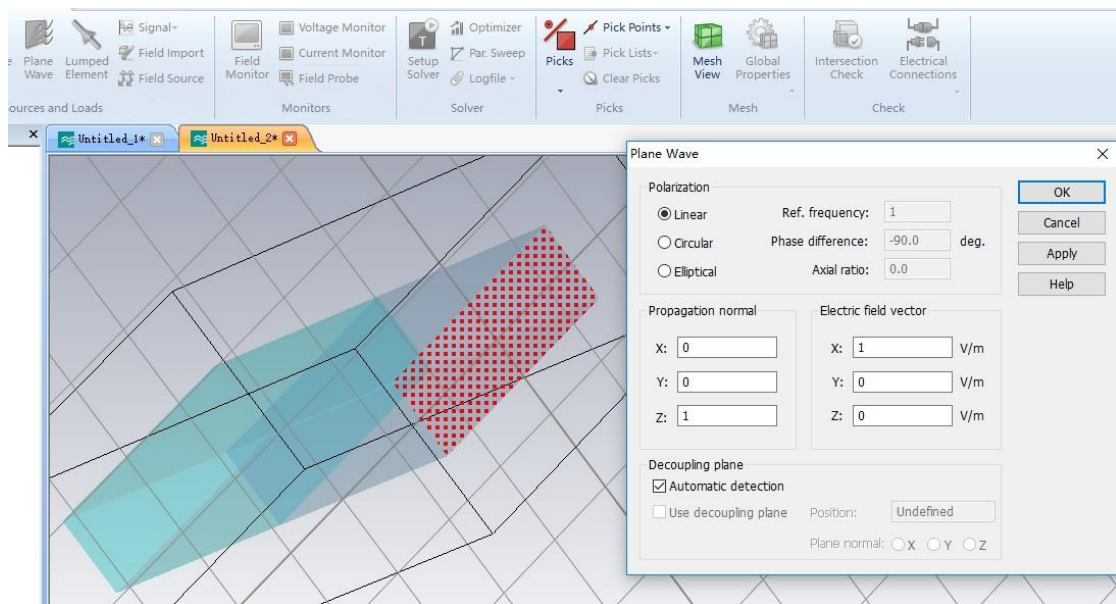 Signal
Field Import
Field Source
Plane Wave
Lumped Element
ources and Loads
Field Monitor
Voltage Monitor
Current Monitor
Field Probe
Monitors
Setup Solver
Optimizer
Par. Sweep
Logfile
Solver
Picks
Pick Points
Pick Lists
Clear Picks
Picks
Mesh View
Global Properties
Mesh
Intersection Check
Electrical Connections
Check
Untitled_1*
Untitled_2*
Plane Wave
Polarization
Linear
Circular
Elliptical
Ref. frequency: 1
Phase difference: -90.0 deg.
Axial ratio: 0.0
OK
Cancel
Apply
Help
Propagation normal
X: 0
Y: 0
Z: 1
Electric field vector
X: 1 V/m
Y: 0 V/m
Z: 0 V/m
Decoupling plane
Automatic detection
Use decoupling plane
Position: Undefined
Plane normal: X Y Z